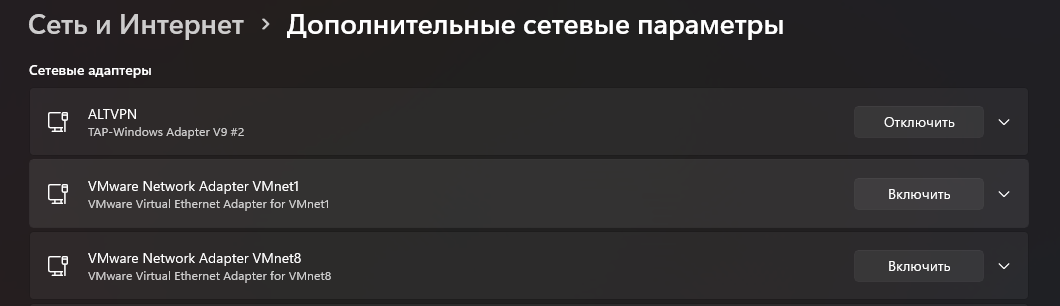 Сеть и Интернет > Дополнительные сетевые параметры
Сетевые адаптеры
ALTVPN
TAP-Windows Adapter V9 #2
Отключить
VMware Network Adapter VMnet1
VMware Virtual Ethernet Adapter for VMnet1
Включить
VMware Network Adapter VMnet8
VMware Virtual Ethernet Adapter for VMnet8
Включить